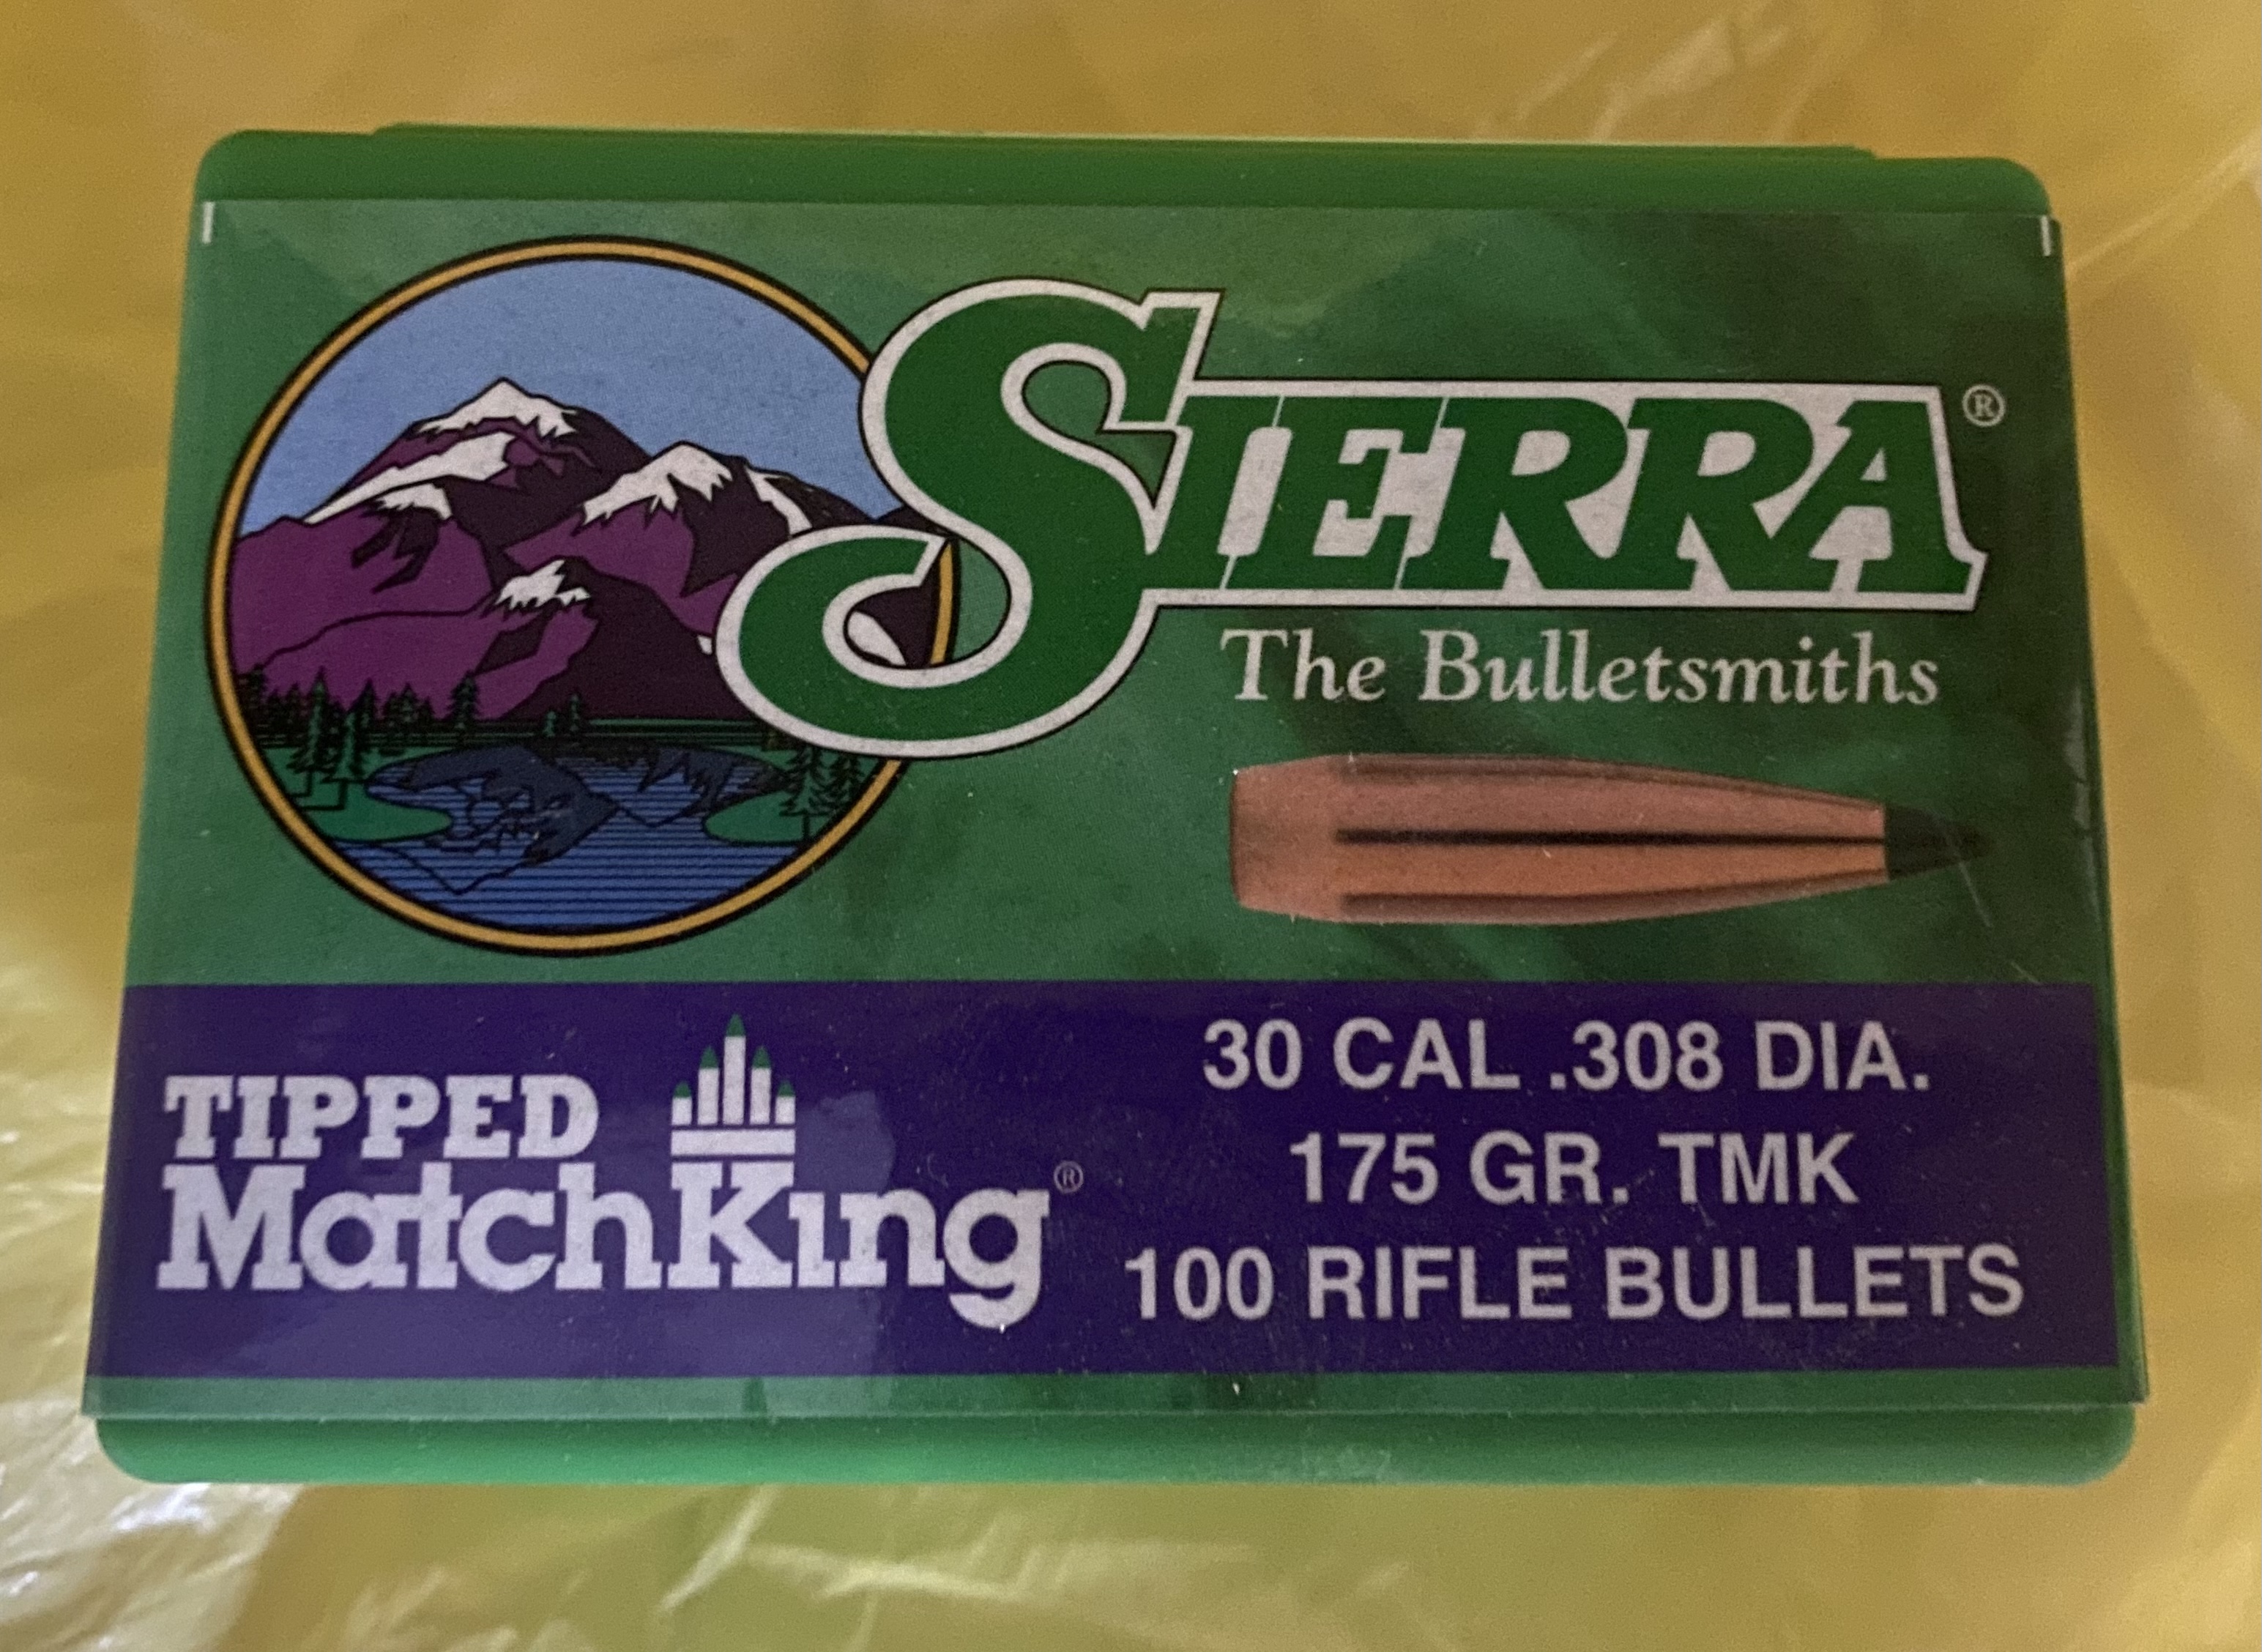 SIERRA®
The Bulletsmiths
TIPPED
MatchKing®
30 CAL .308 DIA.
175 GR. TMK
100 RIFLE BULLETS